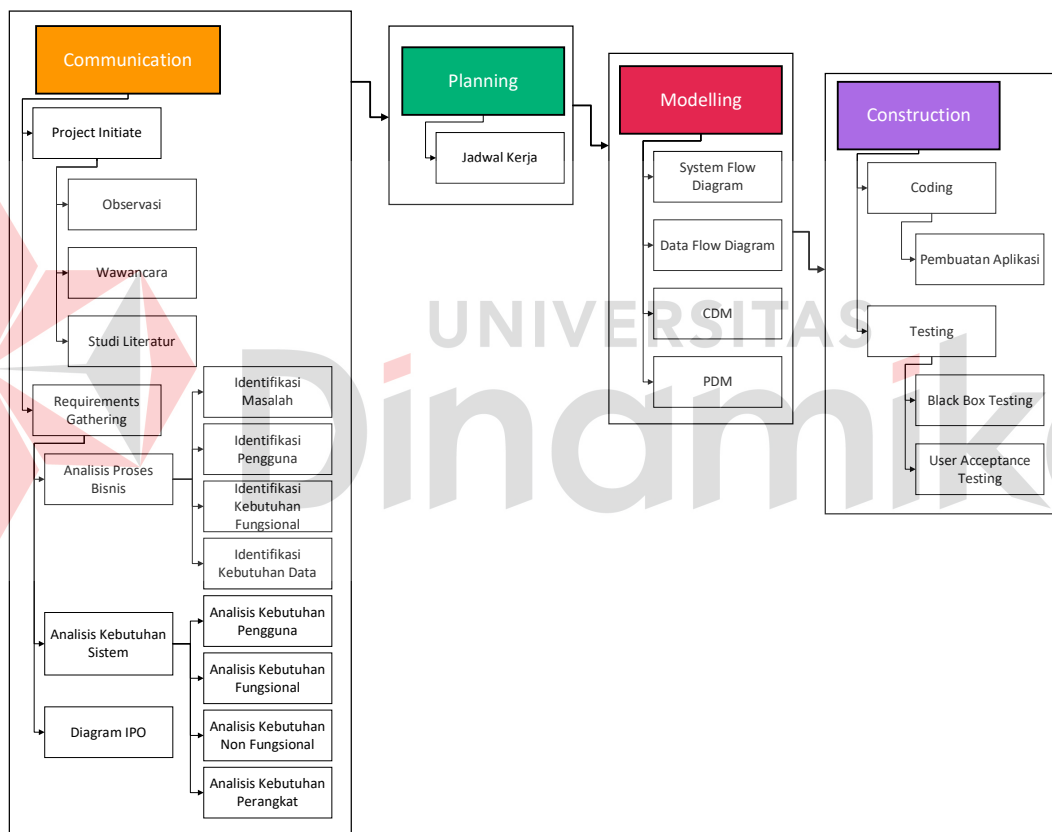 Communication
Project Initiate
Observasi
Wawancara
Studi Literatur
Requirements
Gathering
Analisis Proses
Bisnis
Identifikasi
Masalah
Identifikasi
Pengguna
Identifikasi
Kebutuhan
Fungsional
Identifikasi
Kebutuhan Data
Analisis Kebutuhan
Sistem
Analisis Kebutuhan
Pengguna
Analisis Kebutuhan
Fungsional
Analisis Kebutuhan
Non Fungsional
Analisis Kebutuhan
Perangkat
Diagram IPO
Planning
Jadwal Kerja
Modelling
System Flow
Diagram
Data Flow Diagram
CDM
PDM
Construction
Coding
Pembuatan Aplikasi
Testing
Black Box Testing
User Acceptance
Testing
UNIVERSITAS
Dinamika